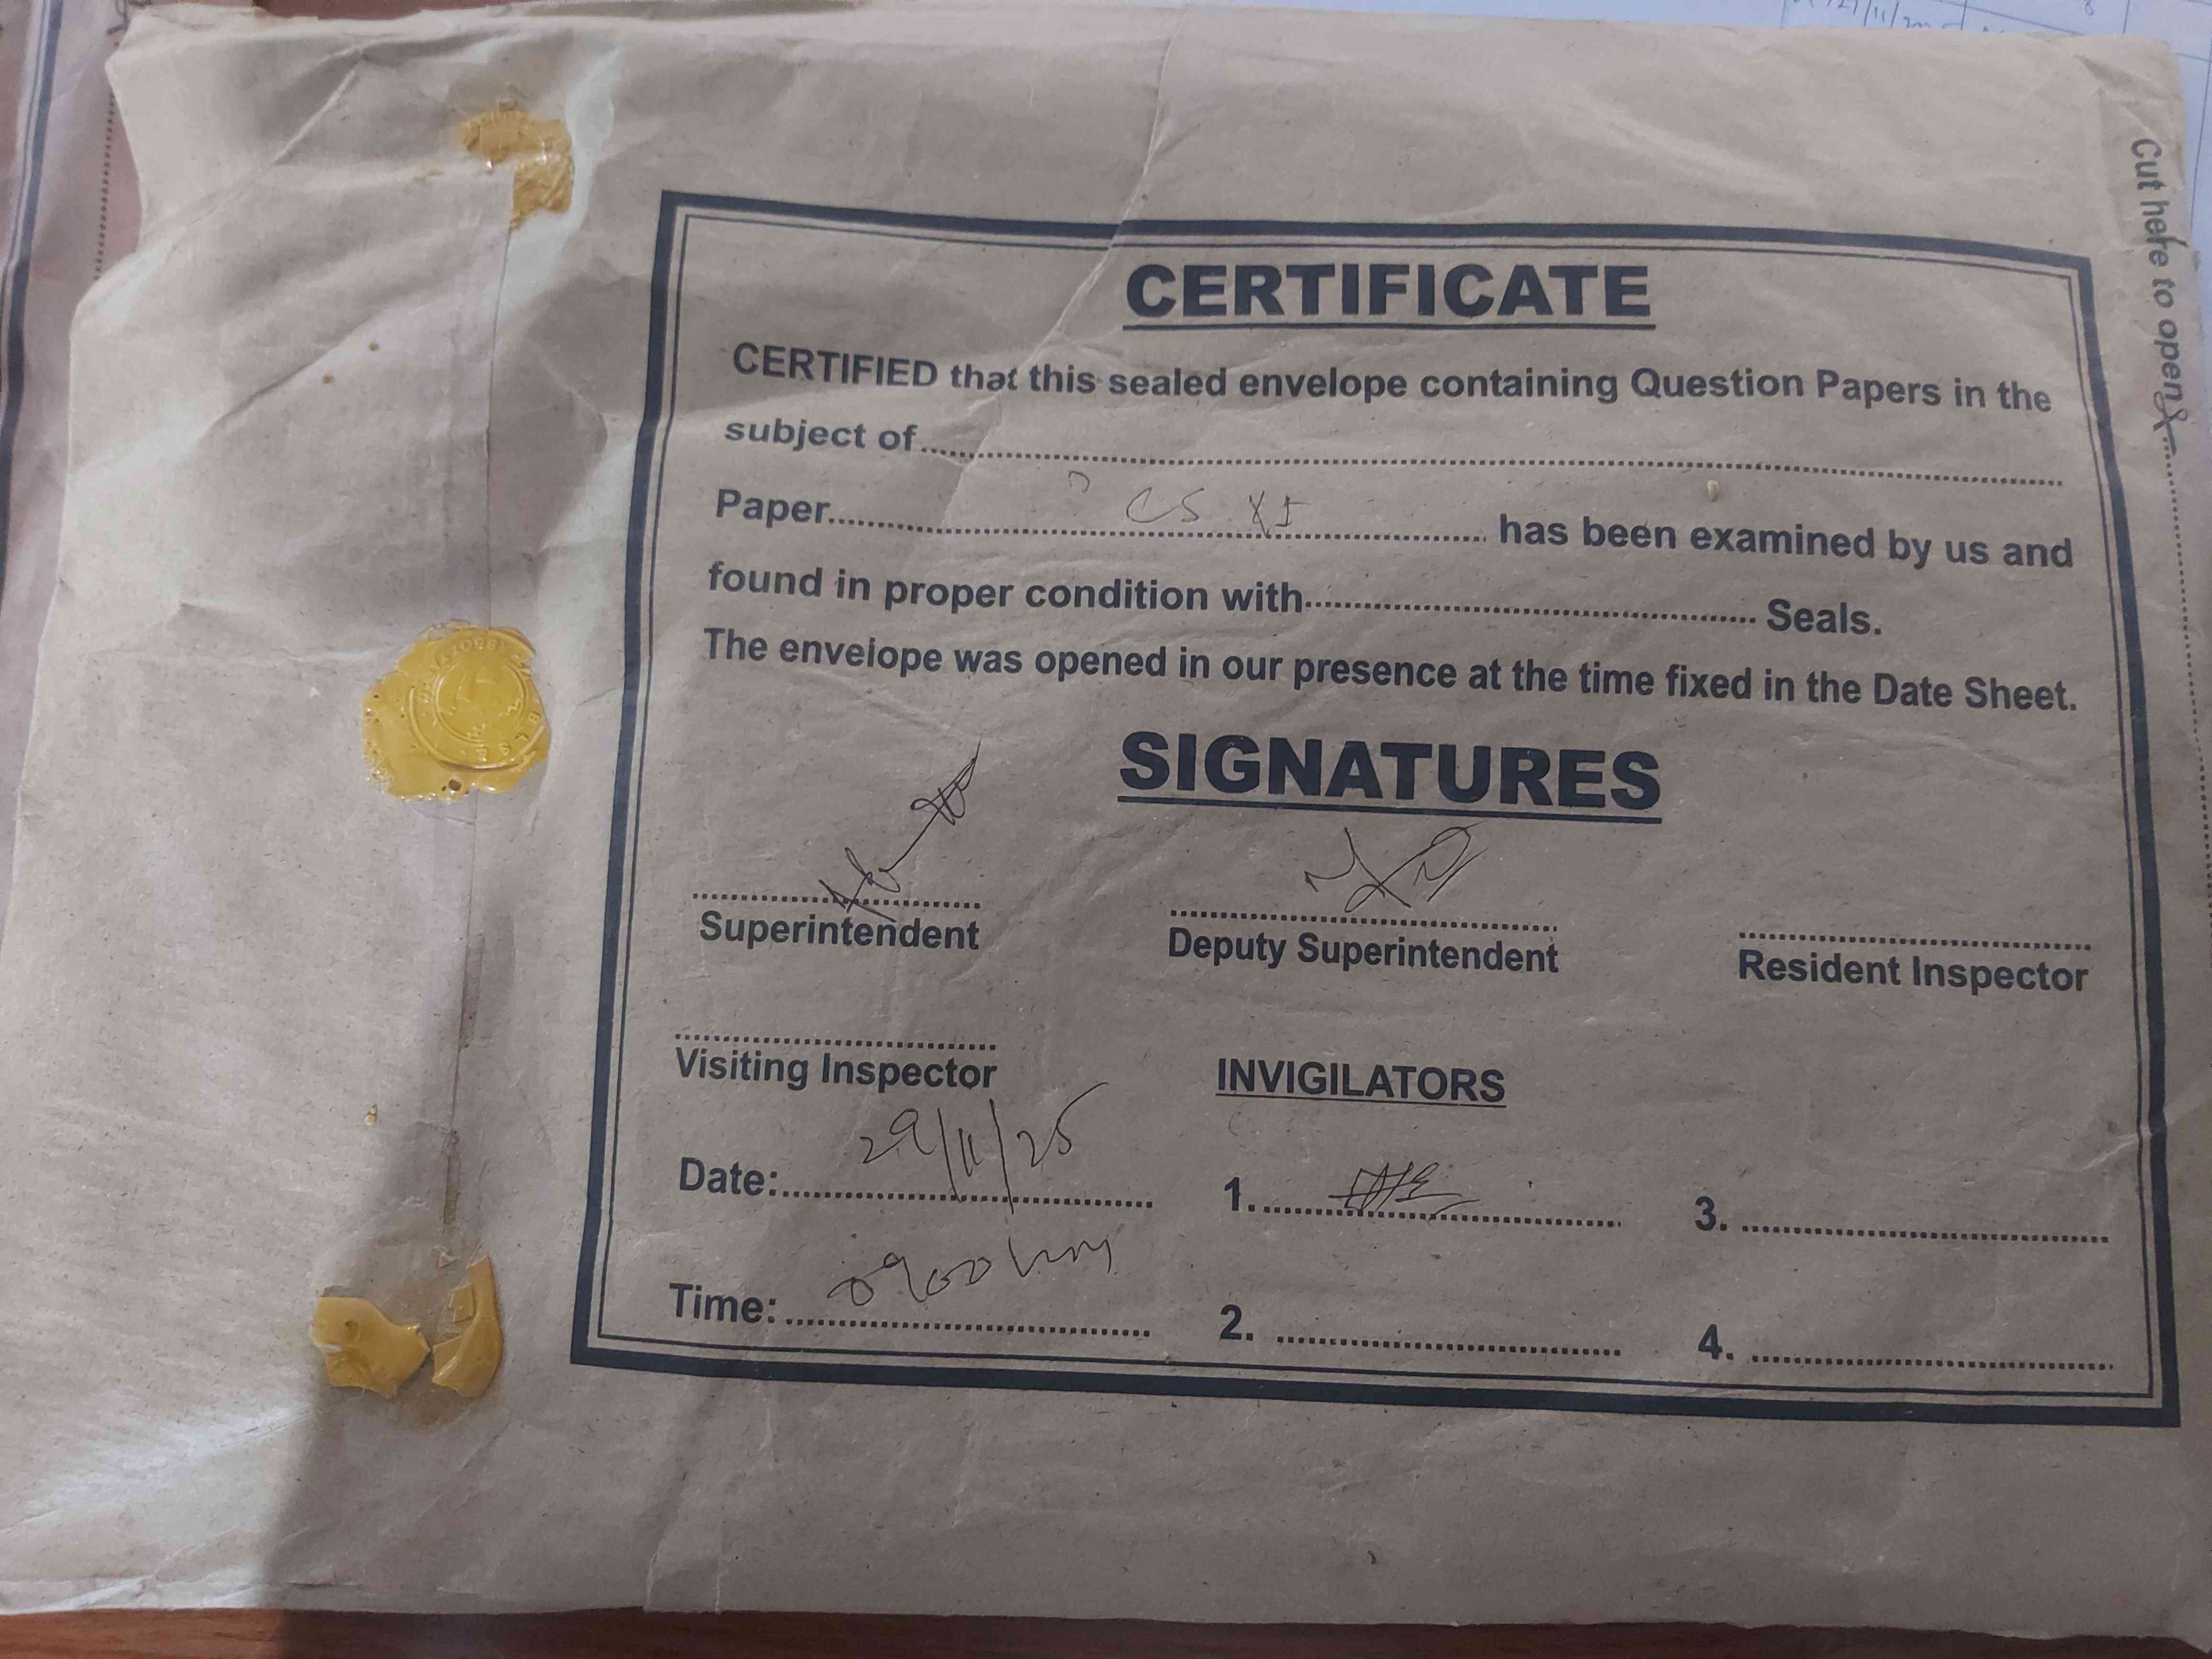 Cut here to open
CERTIFICATE
CERTIFIED that this sealed envelope containing Question Papers in the
subject of
Paper CS XI has been examined by us and
found in proper condition with Seals.
The envelope was opened in our presence at the time fixed in the Date Sheet.
SIGNATURES
Superintendent Deputy Superintendent Resident Inspector
Visiting Inspector INVIGILATORS
Date: 29/11/25 1. 3.
Time: 0900 hrs 2. 4.